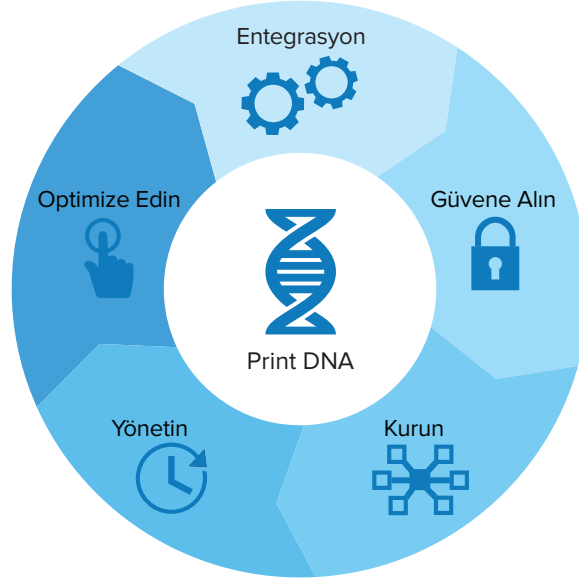 Entegrasyon
Optimize Edin
Güvene Alın
Print DNA
Yönetin
Kurun